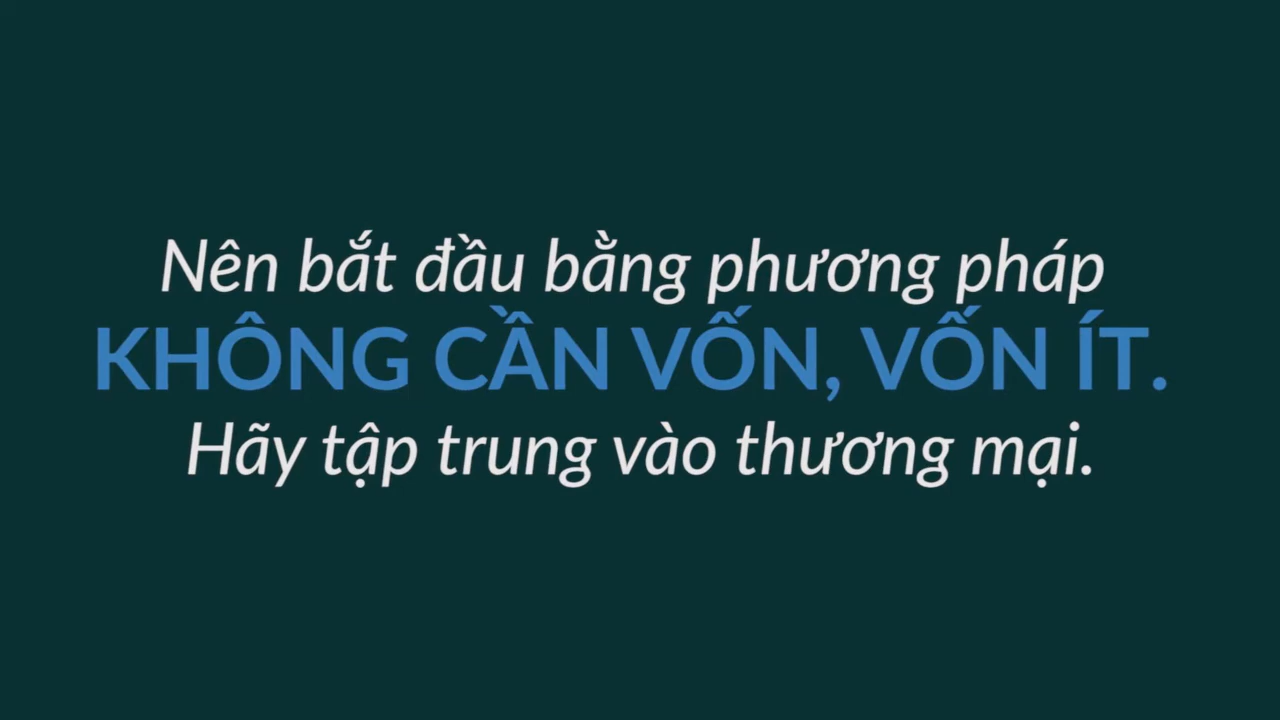 Nên bắt đầu bằng phương pháp
KHÔNG CẦN VỐN, VỐN ÍT.
Hãy tập trung vào thương mại.